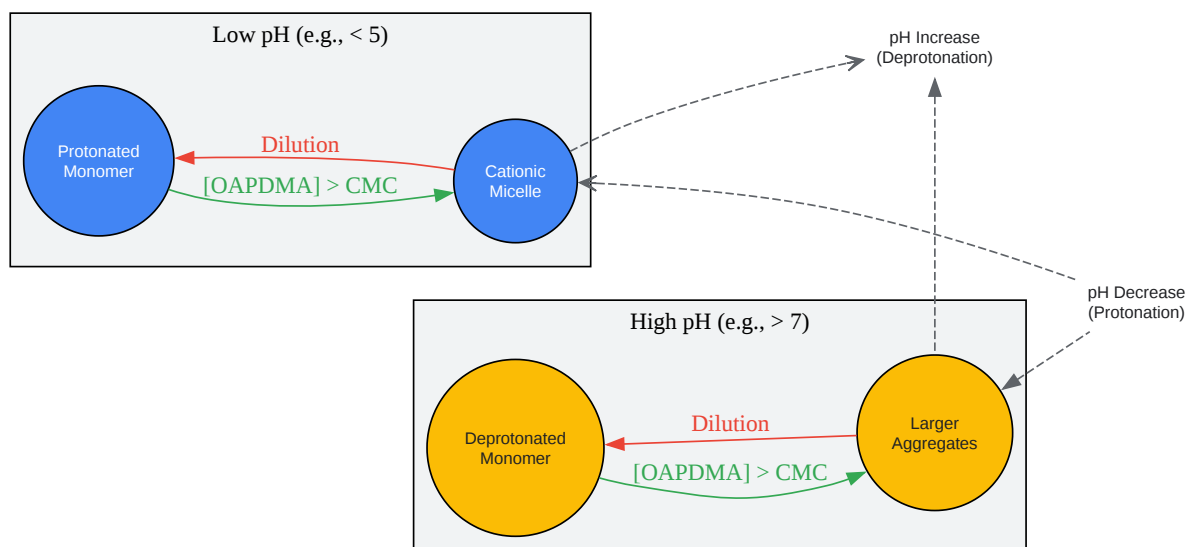 Low pH (e.g., < 5)
pH Increase
(Deprotonation)
Protonated
Monomer
Dilution
[OAPDMA] > CMC
Cationic
Micelle
pH Decrease
(Protonation)
High pH (e.g., > 7)
Deprotonated
Monomer
Dilution
[OAPDMA] > CMC
Larger
Aggregates